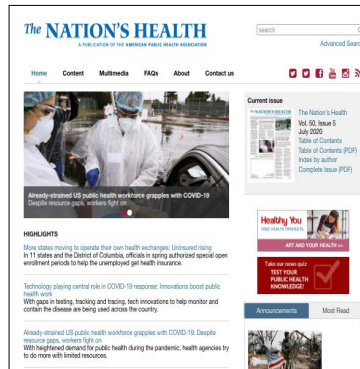 The NATION'S HEALTH
A PUBLICATION OF THE AMERICAN PUBLIC HEALTH ASSOCIATION
search
Advanced Searc
Home Content Multimedia FAQs About Contact us
Already-strained US public health workforce grapples with COVID-19
Despite resource gaps, workers fight on
HIGHLIGHTS
More states moving to operate their own health exchanges: Uninsured rising
In 11 states and the District of Columbia, officials in spring authorized special open
enrollment periods to help the unemployed get health insurance.
Technology playing central role in COVID-19 response: Innovations boost public
health work
With gaps in testing, tracking and tracing, tech innovations to help monitor and
contain the disease are being used across the country.
Already-strained US public health workforce grapples with COVID-19: Despite
resource gaps, workers fight on
With heightened demand for public health during the pandemic, health agencies try
to do more with limited resources.
Current issue
The Nation's Health
Vol. 50, Issue 5
July 2020
Table of Contents
Table of Contents (PDF)
Index by author
Complete Issue (PDF)
Healthy You
ART AND YOUR HEALTH >>
Take our news quiz
TEST YOUR
PUBLIC HEALTH
KNOWLEDGE!
Announcements Most Read